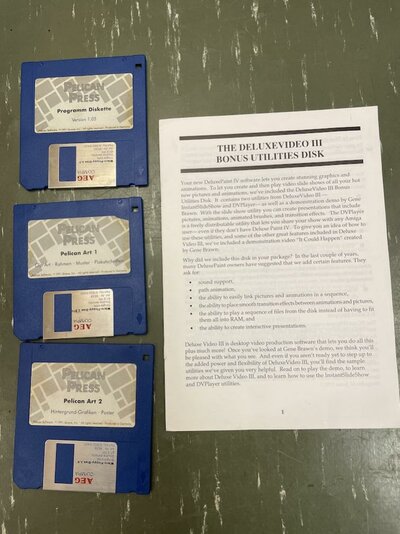 PELICAN
PRESS
Programm Diskette
Version 1.05
AEG
PELICAN
PRESS
Pelican Art 1
Rahmen - Muster -
AEG
PELICAN
PRESS
Pelican Art 2
Hintergrund-Grafiken - Poster
AEG
THE DELUXEVIDEO III
BONUS UTILITIES DISK
Your new DeluxePaint IV software lets you create stunning graphics and
animations. To let you create and then play video slide shows of all your hot
new pictures and animations, we've included the DeluxeVideo III Bonus
Utilities Disk. It contains two utilities from DeluxeVideo III —
InstantSlideShow and DVPlayer — as well as a demonstration demo by Gene
Brawn. With the slide show utility you can create presentations that include
pictures, animations, animated brushes, and transition effects. The DVPlayer
is a freely distributable utility that lets you share your show with any Amiga
user—even if they don't have Deluxe Paint IV. To give you an idea of how to
use these utilities, and some of the other great features included in Deluxe
Video III, we've included a demonstration video "It Could Happen" created
by Gene Brawn.
Why did we include this disk in your package? In the last couple of years,
many DeluxePaint owners have suggested that we add certain features. They
ask for:
• sound support,
• path animation,
• the ability to easily link pictures and animations in a sequence,
• the ability to place smooth transition effects between animations and pictures,
• the ability to play a sequence of files from the disk instead of having to fit
them all into RAM, and
• the ability to create interactive presentations.
Deluxe Video III is desktop video production software that lets you do all this
plus much more! Once you've looked at Gene Brawn's demo, we think you'll
be pleased with what you see. And even if you aren't ready yet to step up to
the added power and flexibility of DeluxeVideo III, you'll find the sample
utilities we've given you very helpful. Read on to play the demo, to learn
more about Deluxe Video III, and to learn how to use the InstantSlideShow
and DVPlayer utilities.
1